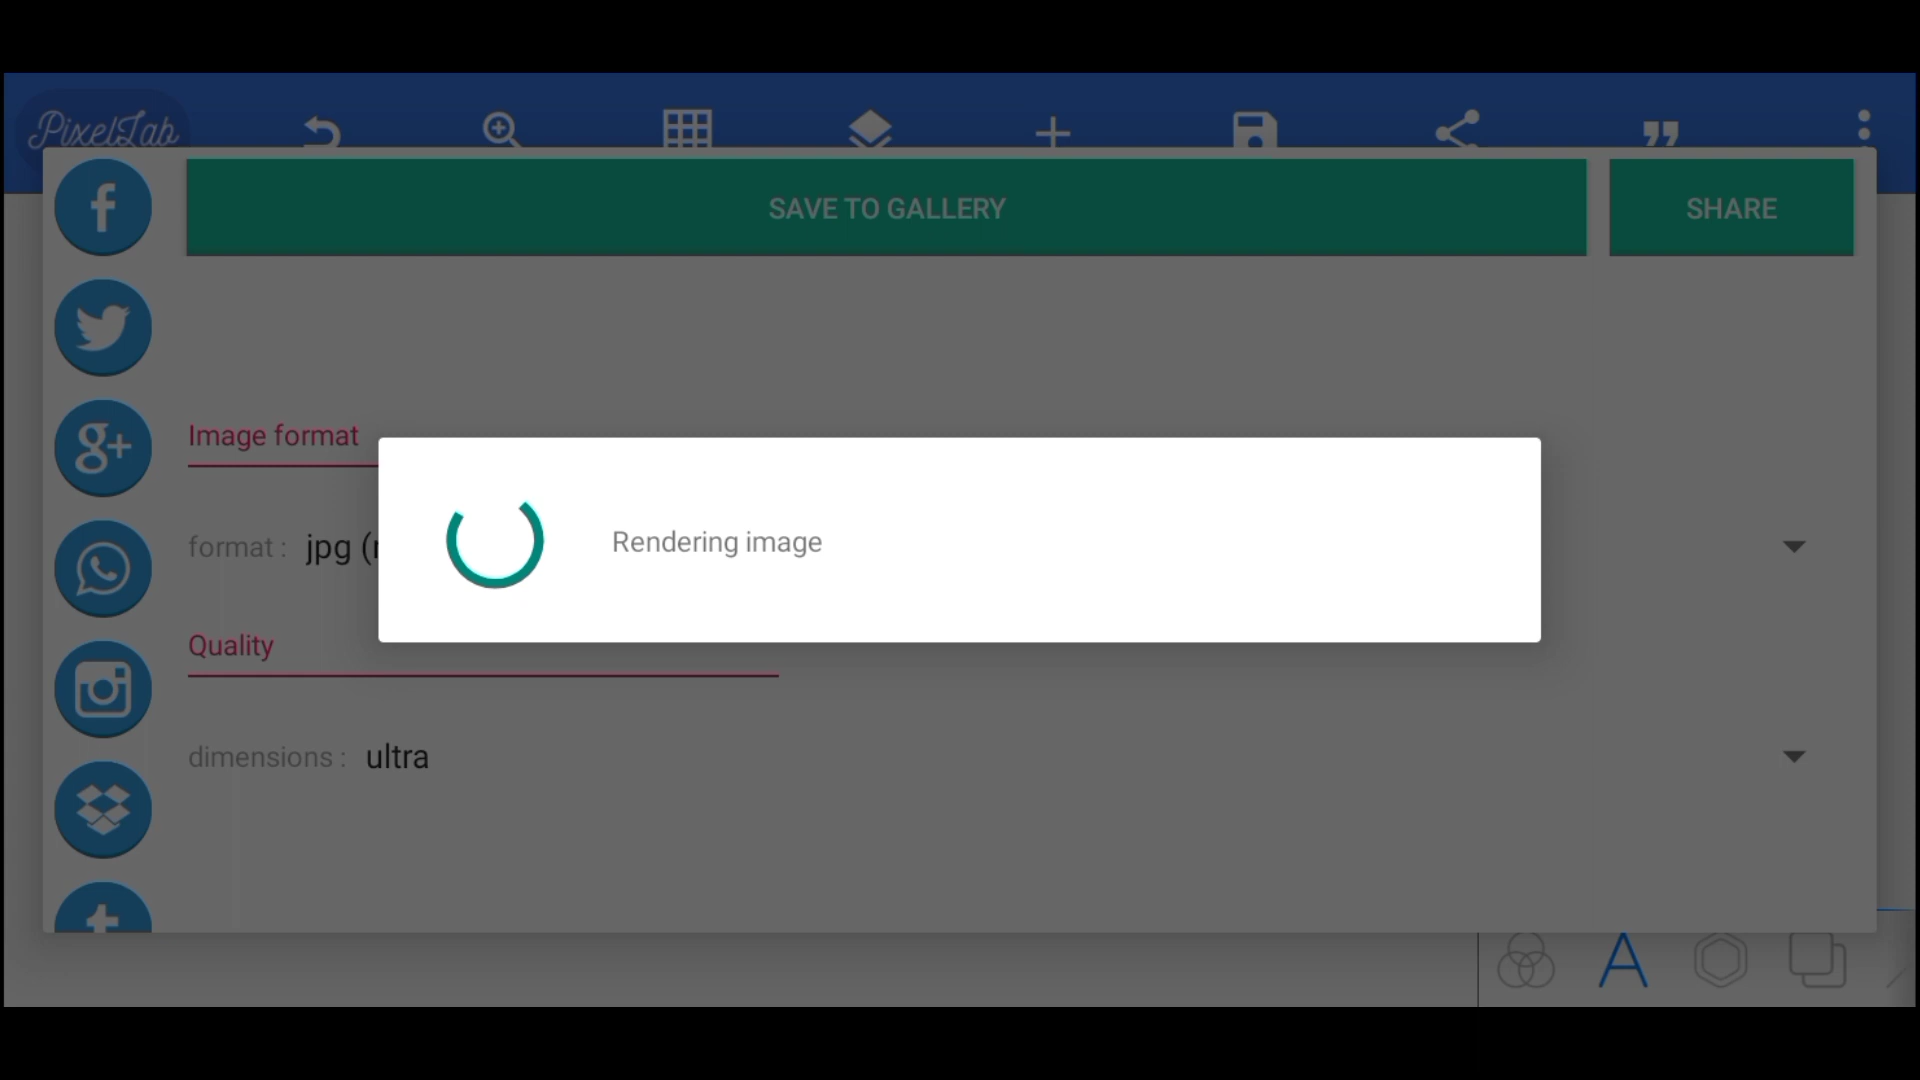 PixelLab
SAVE TO GALLERY
SHARE
Image format
format : jpg
Rendering image
Quality
dimensions : ultra